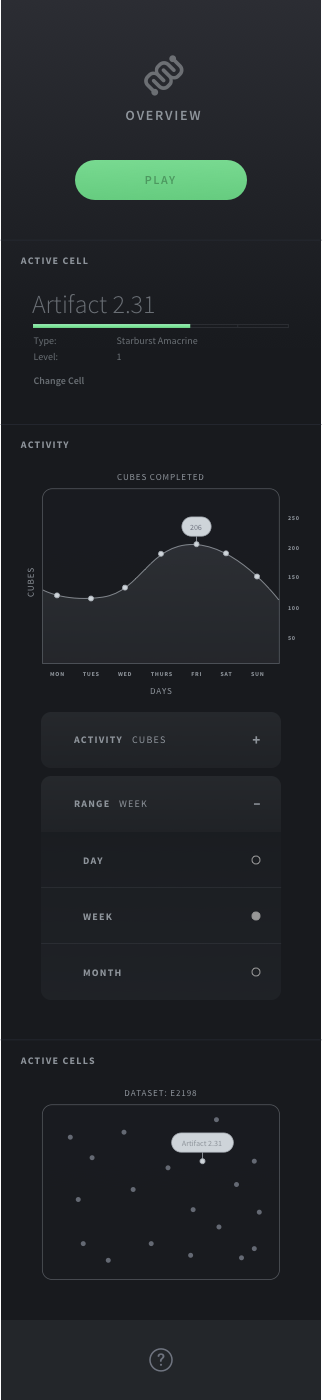 OVERVIEW
PLAY
ACTIVE CELL
Artifact 2.31
Type: Starburst Amacrine
Level: 1
Change Cell
ACTIVITY
CUBES COMPLETED
206
250
200
150
100
50
CUBES
MON TUES WED THURS FRI SAT SUN
DAYS
ACTIVITY CUBES +
RANGE WEEK –
DAY
WEEK
MONTH
ACTIVE CELLS
DATASET: E2198
Artifact 2.31
?